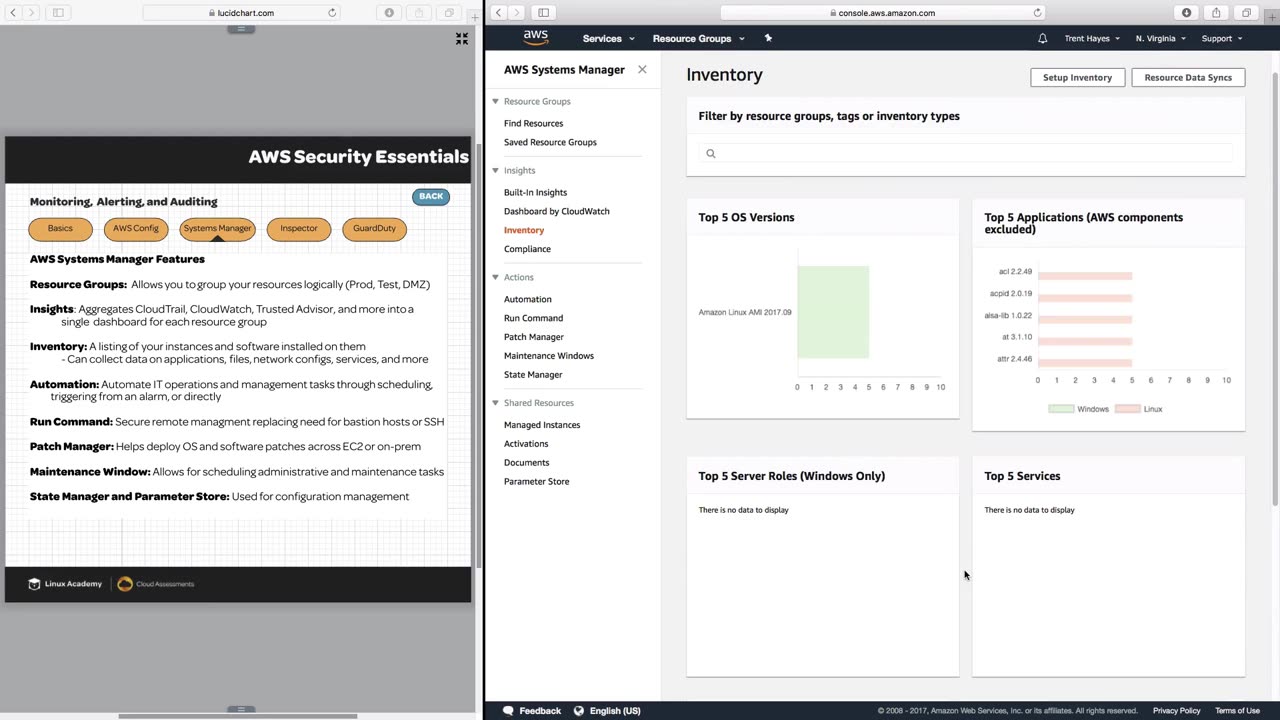 lucidchart.com
AWS Security Essentials
BACK
Monitoring, Alerting, and Auditing
Basics
AWS Config
Systems Manager
Inspector
GuardDuty
AWS Systems Manager Features
Resource Groups: Allows you to group your resources logically (Prod, Test, DMZ)
Insights: Aggregates CloudTrail, CloudWatch, Trusted Advisor, and more into a
single dashboard for each resource group
Inventory: A listing of your instances and software installed on them
- Can collect data on applications, files, network configs, services, and more
Automation: Automate IT operations and management tasks through scheduling,
triggering from an alarm, or directly
Run Command: Secure remote managment replacing need for bastion hosts or SSH
Patch Manager: Helps deploy OS and software patches across EC2 or on-prem
Maintenance Window: Allows for scheduling administrative and maintenance tasks
State Manager and Parameter Store: Used for configuration management
Linux Academy
Cloud Assessments
console.aws.amazon.com
aws
Services
Resource Groups
Trent Hayes
N. Virginia
Support
AWS Systems Manager
Resource Groups
Find Resources
Saved Resource Groups
Insights
Built-In Insights
Dashboard by CloudWatch
Inventory
Compliance
Actions
Automation
Run Command
Patch Manager
Maintenance Windows
State Manager
Shared Resources
Managed Instances
Activations
Documents
Parameter Store
Inventory
Setup Inventory
Resource Data Syncs
Filter by resource groups, tags or inventory types
Top 5 OS Versions
Amazon Linux AMI 2017.09
0 1 2 3 4 5 6 7 8 9 10
Top 5 Applications (AWS components
excluded)
acl 2.2.49
acpid 2.0.19
alsa-lib 1.0.22
at 3.1.10
attr 2.4.46
0 1 2 3 4 5 6 7 8 9 10
Windows
Linux
Top 5 Server Roles (Windows Only)
There is no data to display
Top 5 Services
There is no data to display
Feedback
English (US)
© 2008 - 2017, Amazon Web Services, Inc. or its affiliates. All rights reserved.
Privacy Policy
Terms of Use